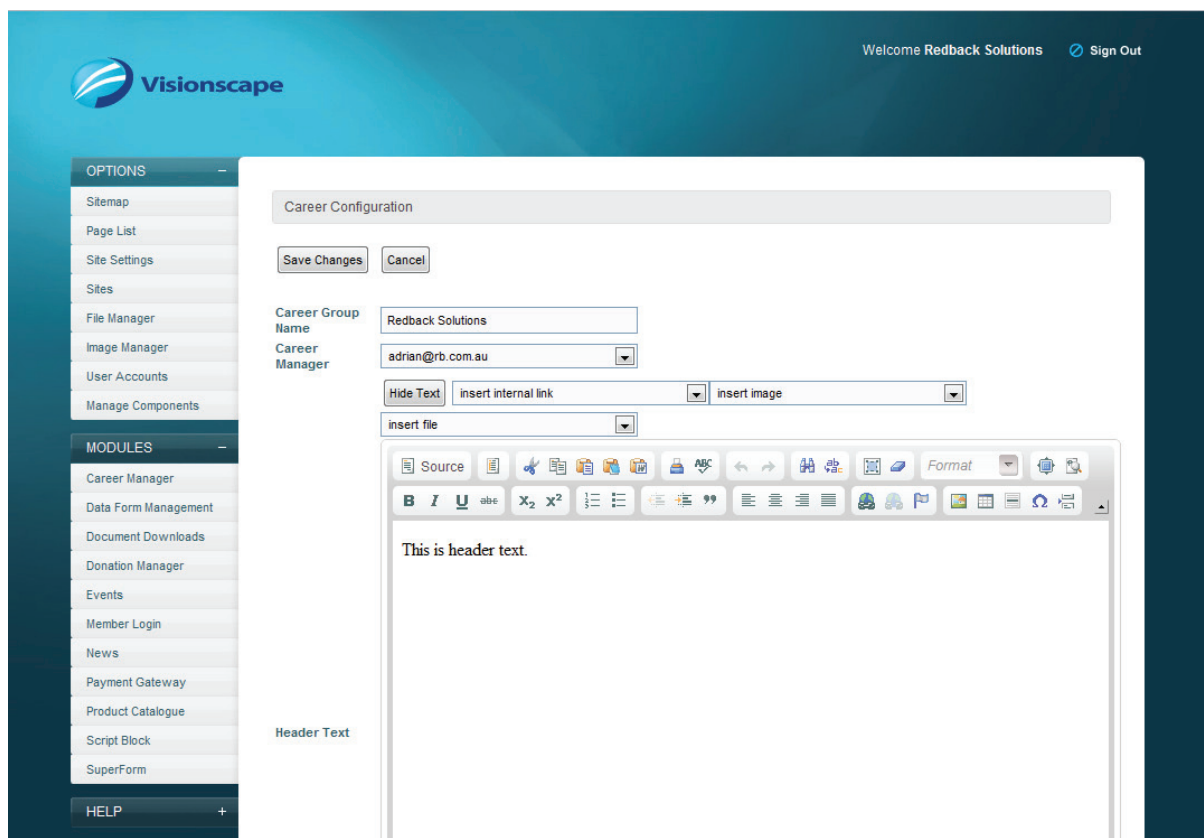 Welcome Redback Solutions Sign Out
Visionscape
OPTIONS –
Sitemap
Page List
Site Settings
Sites
File Manager
Image Manager
User Accounts
Manage Components
MODULES –
Career Manager
Data Form Management
Document Downloads
Donation Manager
Events
Member Login
News
Payment Gateway
Product Catalogue
Script Block
SuperForm
HELP +
Career Configuration
Save Changes Cancel
Career Group
Name
Redback Solutions
Career
Manager
adrian@rb.com.au
Hide Text insert internal link insert image
insert file
Source ABC Format
B I U abc X₂ X² Ω
This is header text.
Header Text